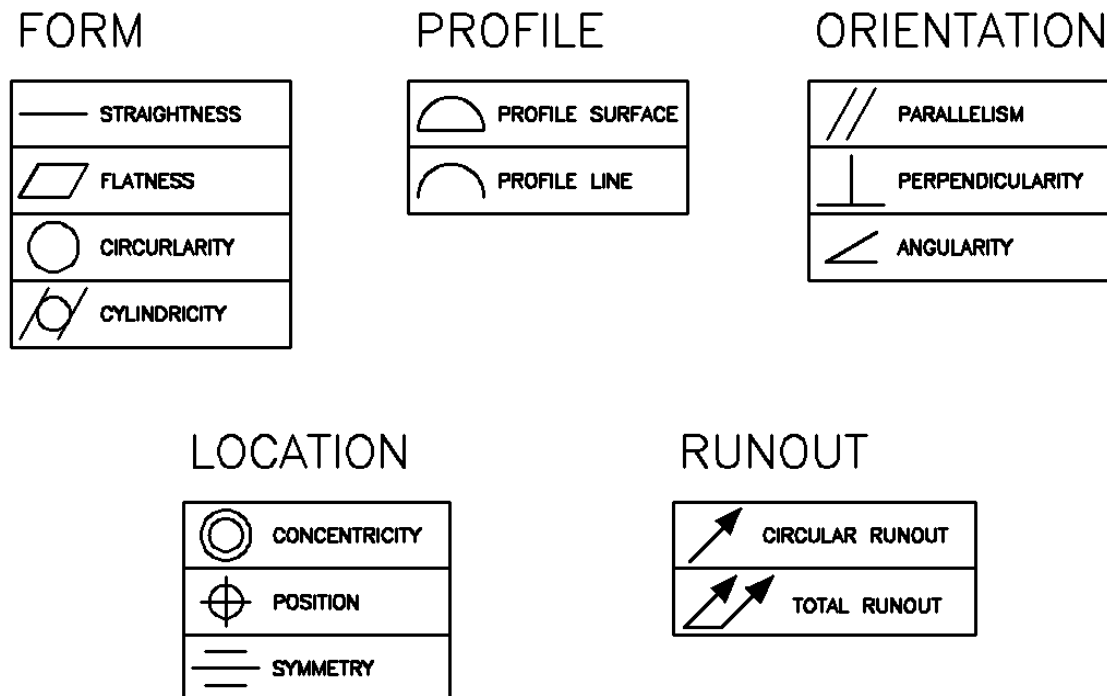 FORM
STRAIGHTNESS
FLATNESS
CIRCURLARITY
CYLINDRICITY
PROFILE
PROFILE SURFACE
PROFILE LINE
ORIENTATION
PARALLELISM
PERPENDICULARITY
ANGULARITY
LOCATION
CONCENTRICITY
POSITION
SYMMETRY
RUNOUT
CIRCULAR RUNOUT
TOTAL RUNOUT